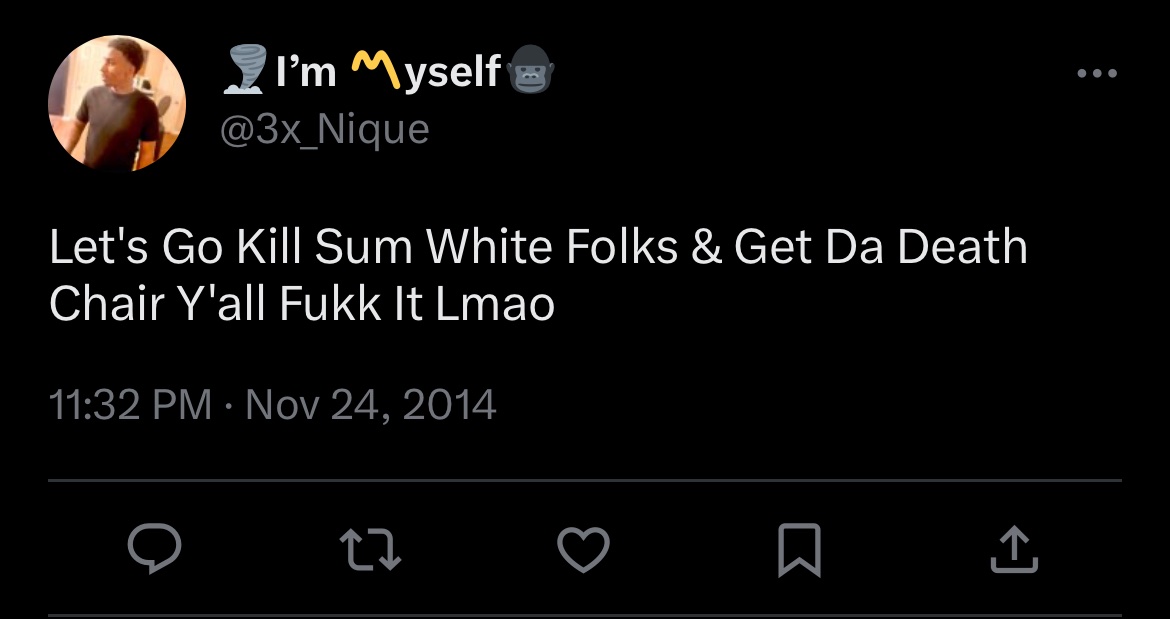 🌪️I’m 〽️yself🦍
@3x_Nique
Let's Go Kill Sum White Folks & Get Da Death
Chair Y'all Fukk It Lmao
11:32 PM · Nov 24, 2014